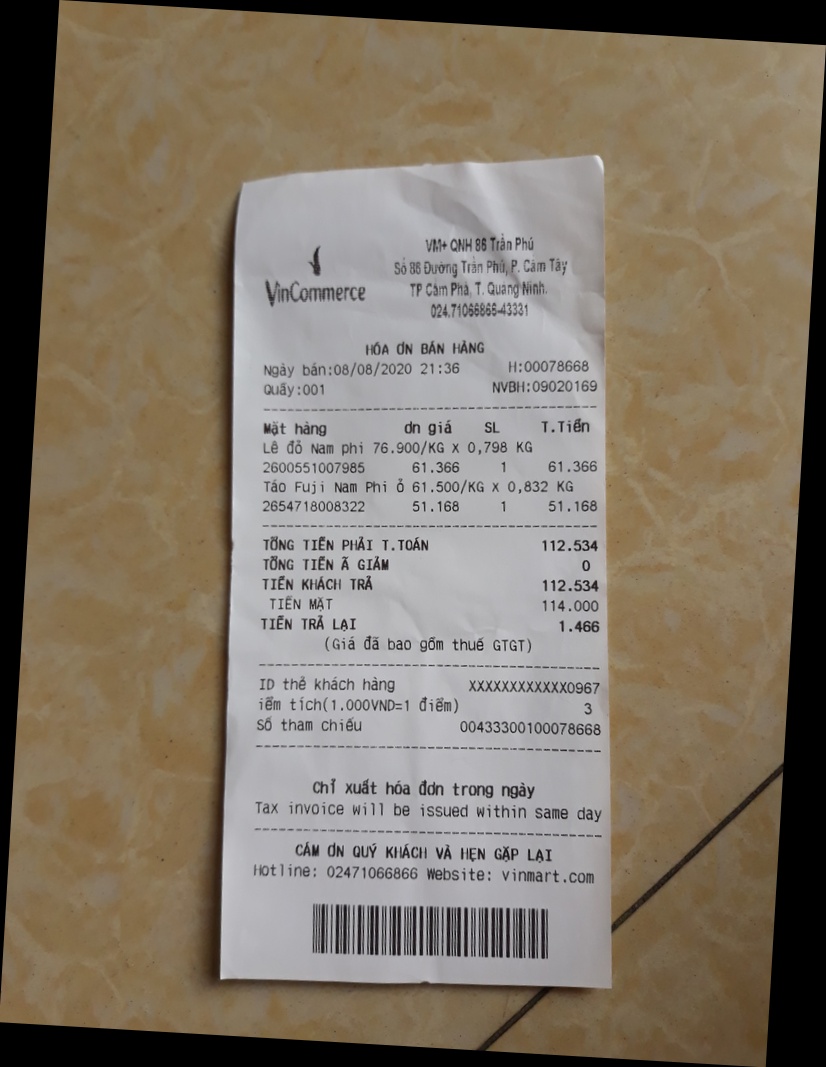 VinCommerce
VM+ QNH 86 Trần Phú
Số 86 Đường Trần Phú, P. Cẩm Tây
TP Cẩm Phả, T. Quảng Ninh.
024.71066866-43331
HÓA ƠN BÁN HÀNG
Ngày bán:08/08/2020 21:36 H:00078668
Quầy:001 NVBH:09020169
Mặt hàng ơn giá SL T.Tiền
Lê đỏ Nam phi 76.900/KG X 0,798 KG
2600551007985 61.366 1 61.366
Táo Fuji Nam Phi ỏ 61.500/KG X 0,832 KG
2654718008322 51.168 1 51.168
TỔNG TIỀN PHẢI T.TOÁN 112.534
TỔNG TIỀN Ã GIẢM 0
TIỀN KHÁCH TRẢ 112.534
TIỀN MẶT 114.000
TIỀN TRẢ LẠI 1.466
(Giá đã bao gồm thuế GTGT)
ID thẻ khách hàng XXXXXXXXXXXX0967
iểm tích(1.000VND=1 điểm) 3
Số tham chiếu 00433300100078668
Chỉ xuất hóa đơn trong ngày
Tax invoice will be issued within same day
CẢM ƠN QUÝ KHÁCH VÀ HẸN GẶP LẠI
Hotline: 02471066866 Website: vinmart.com